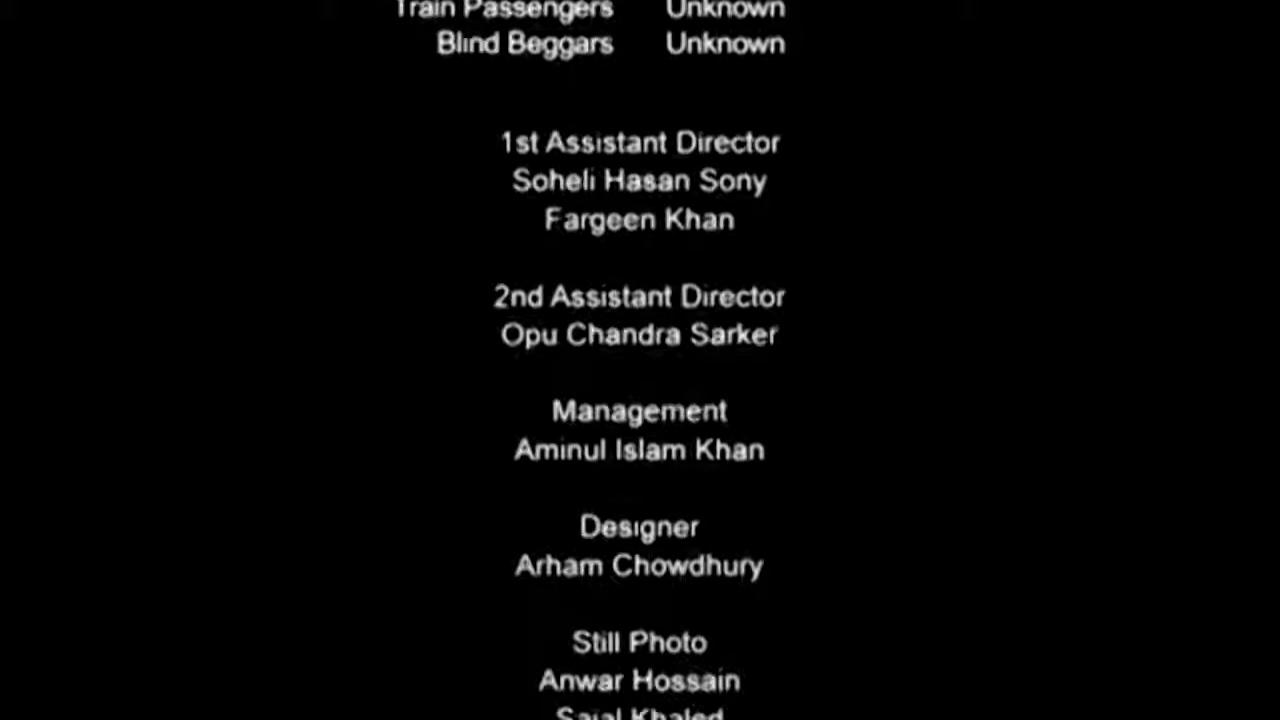 Train Passengers Unknown
Blind Beggars Unknown
1st Assistant Director
Soheli Hasan Sony
Fargeen Khan
2nd Assistant Director
Opu Chandra Sarker
Management
Aminul Islam Khan
Designer
Arham Chowdhury
Still Photo
Anwar Hossain
Sajal Khaled